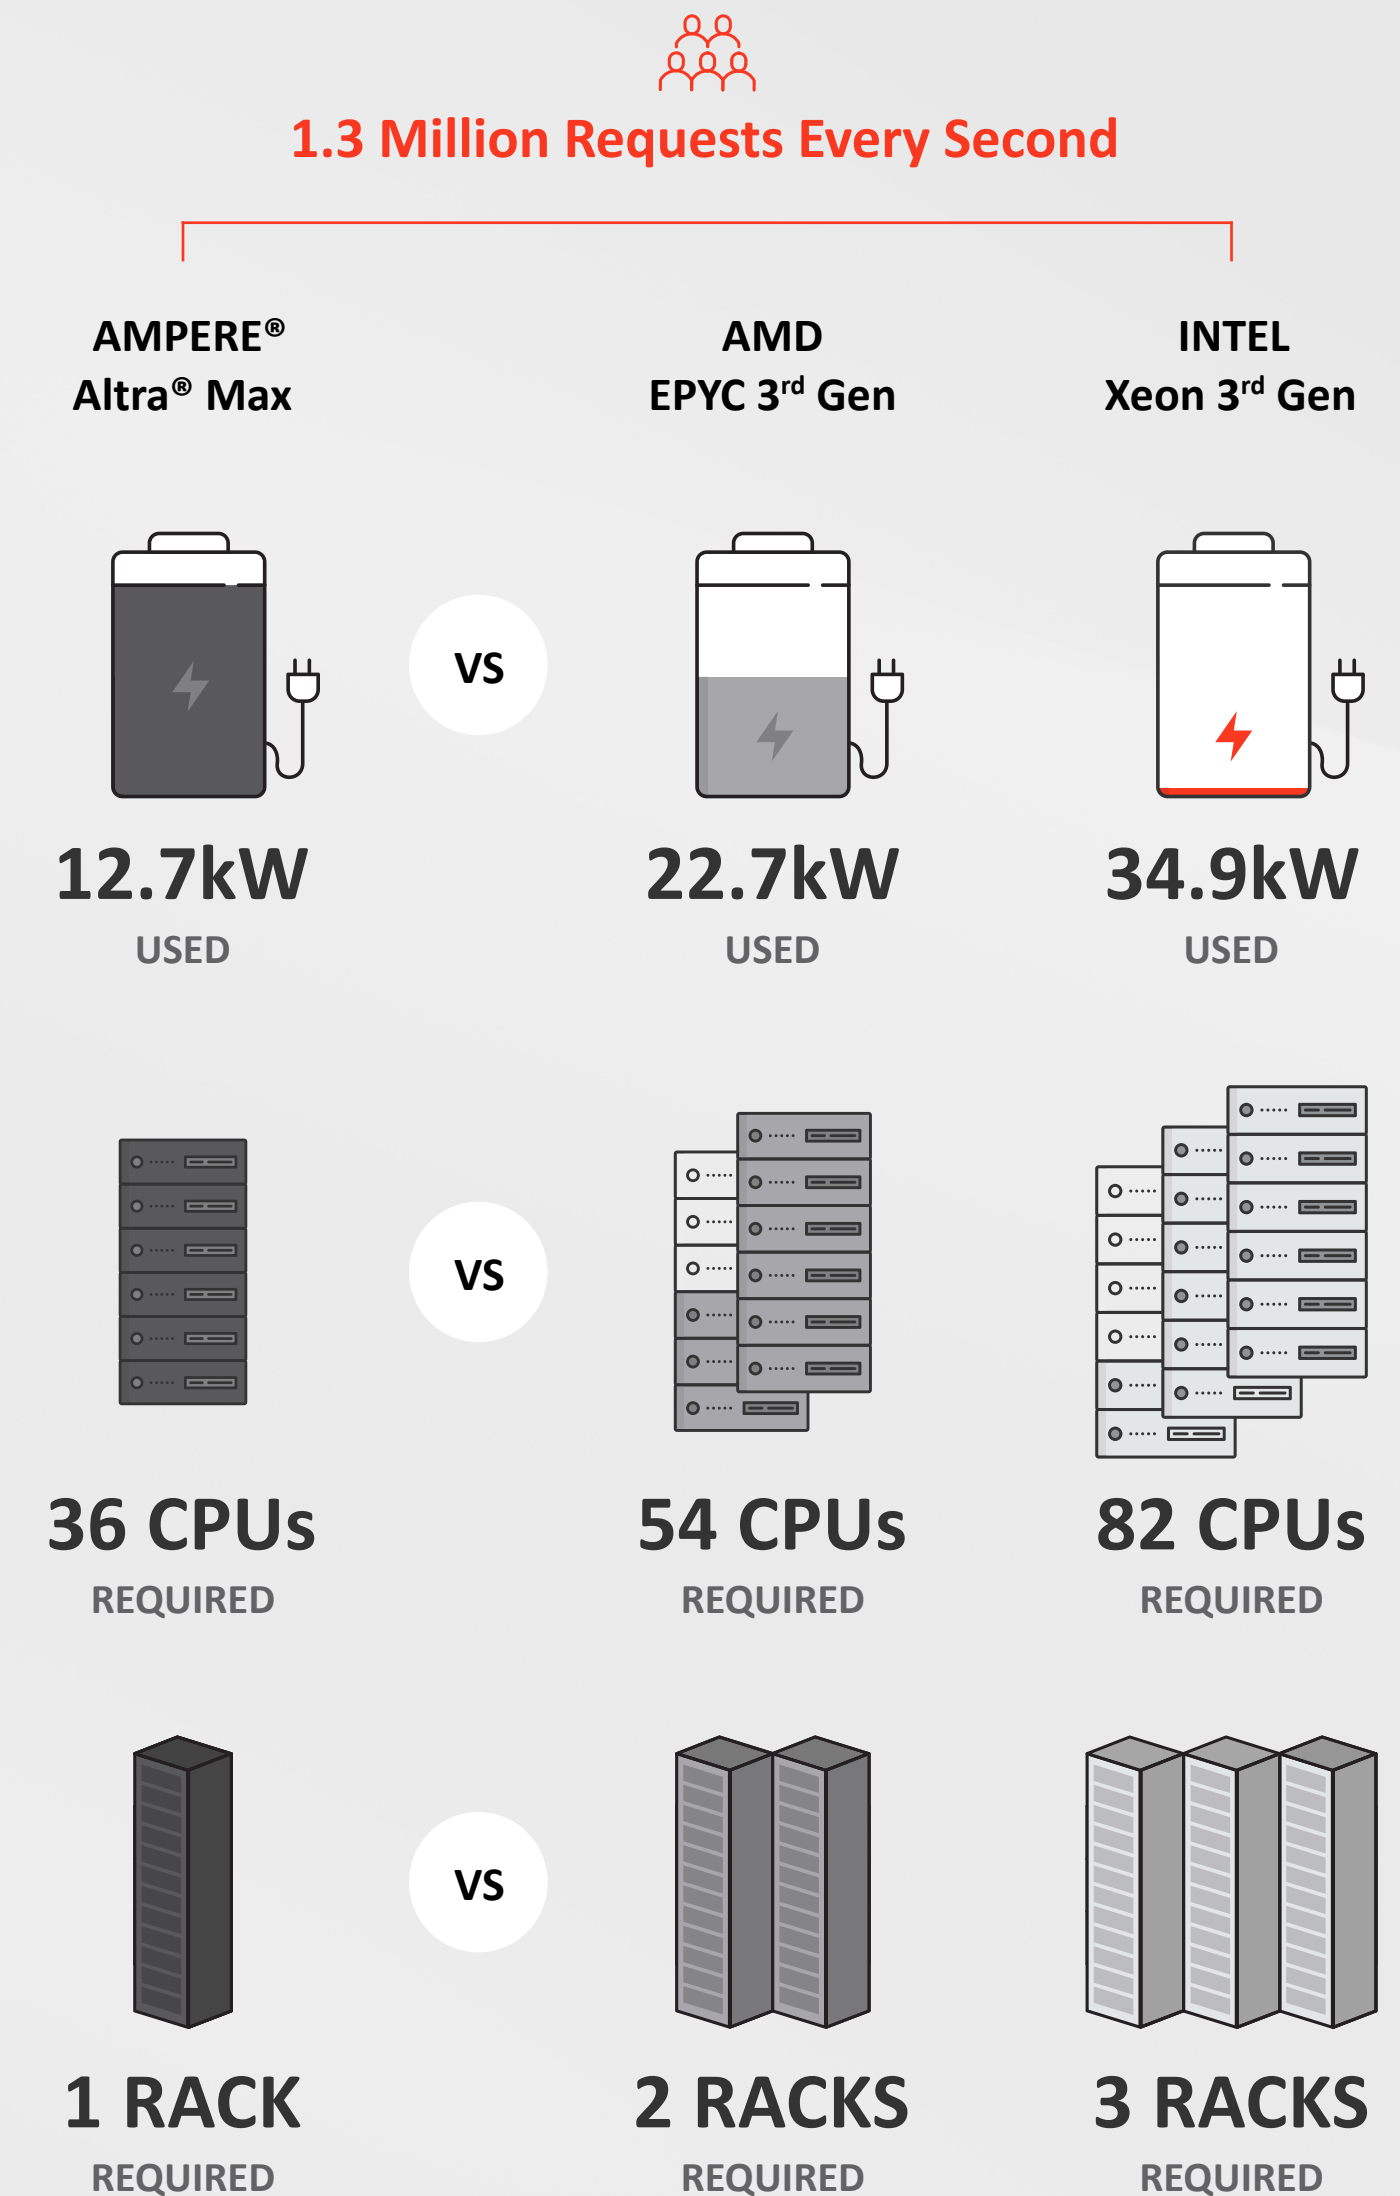 1.3 Million Requests Every Second
AMPERE®
Altra® Max
AMD
EPYC 3rd Gen
INTEL
Xeon 3rd Gen
VS
12.7kW
USED
22.7kW
USED
34.9kW
USED
VS
36 CPUs
REQUIRED
54 CPUs
REQUIRED
82 CPUs
REQUIRED
VS
1 RACK
REQUIRED
2 RACKS
REQUIRED
3 RACKS
REQUIRED